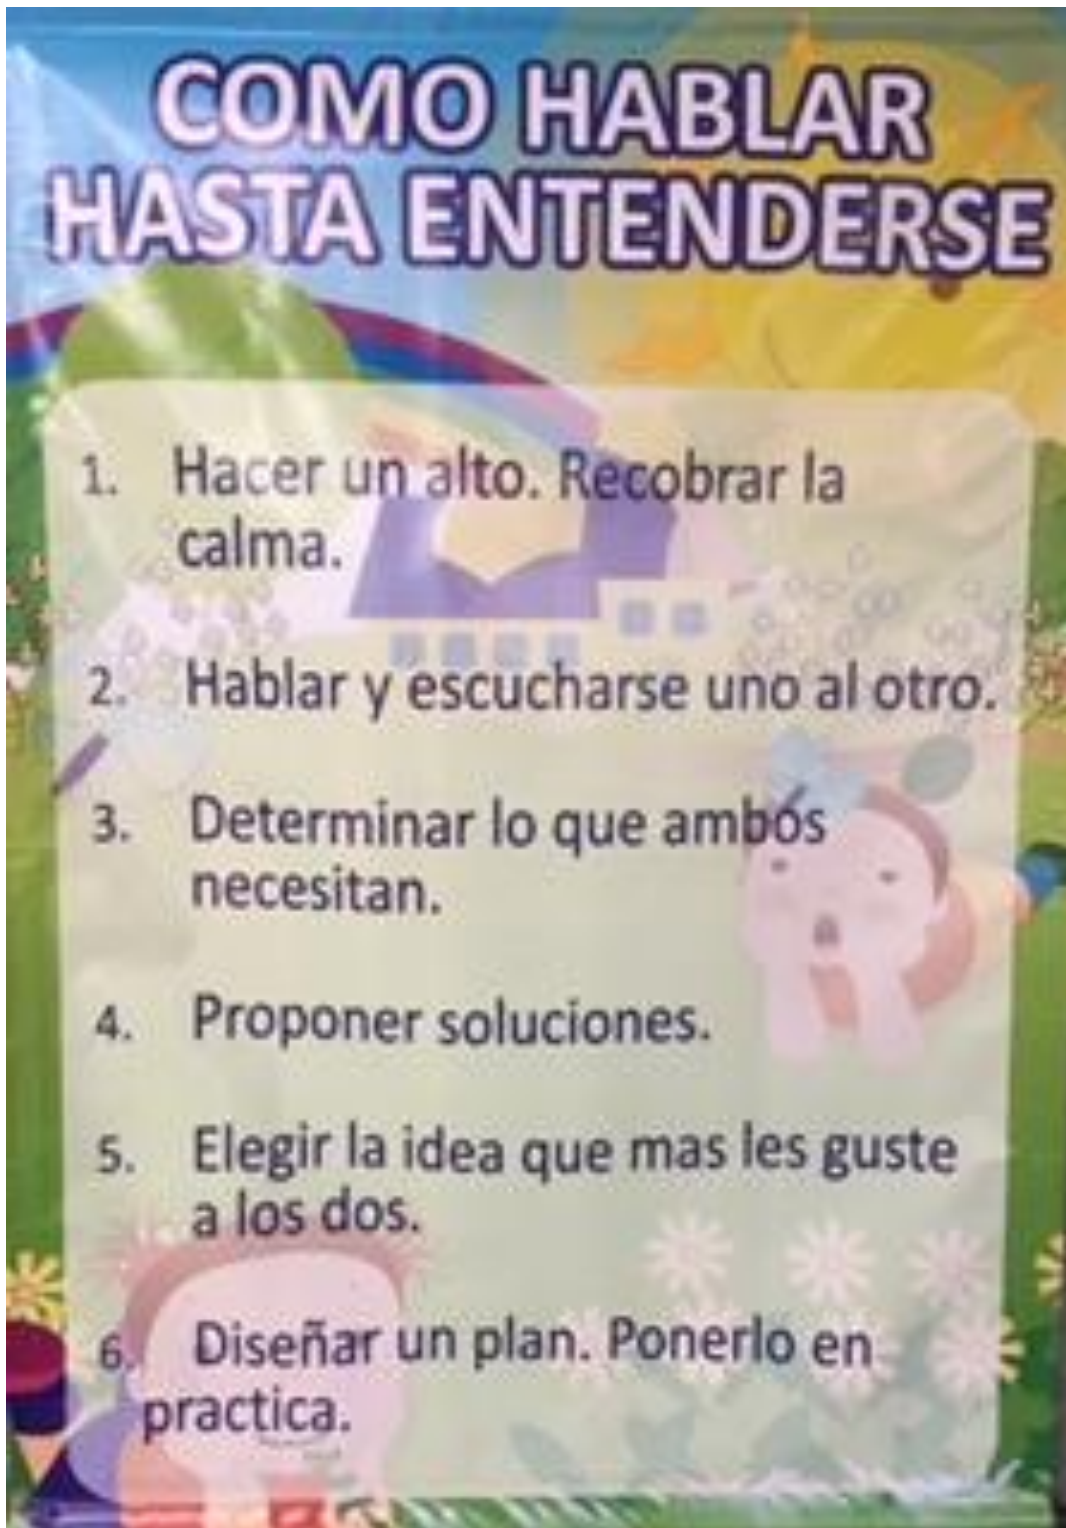 COMO HABLAR
HASTA ENTENDERSE
1. Hacer un alto. Recobrar la
calma.
2. Hablar y escucharse uno al otro.
3. Determinar lo que ambos
necesitan.
4. Proponer soluciones.
5. Elegir la idea que mas les guste
a los dos.
6. Diseñar un plan. Ponerlo en
practica.